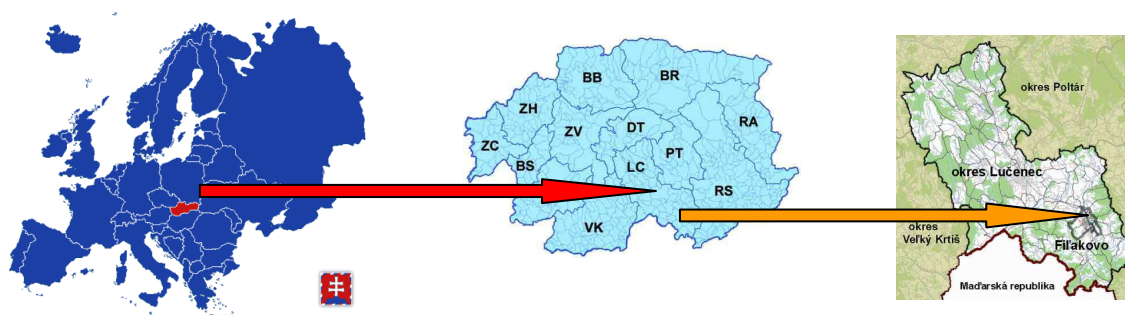 BB
BR
ZH
ZV
DT
RA
ZC
BS
LC
PT
RS
VK
okres Poltár
okres Lučenec
okres
Veľký Krtíš
Fiľakovo
Maďarská republika